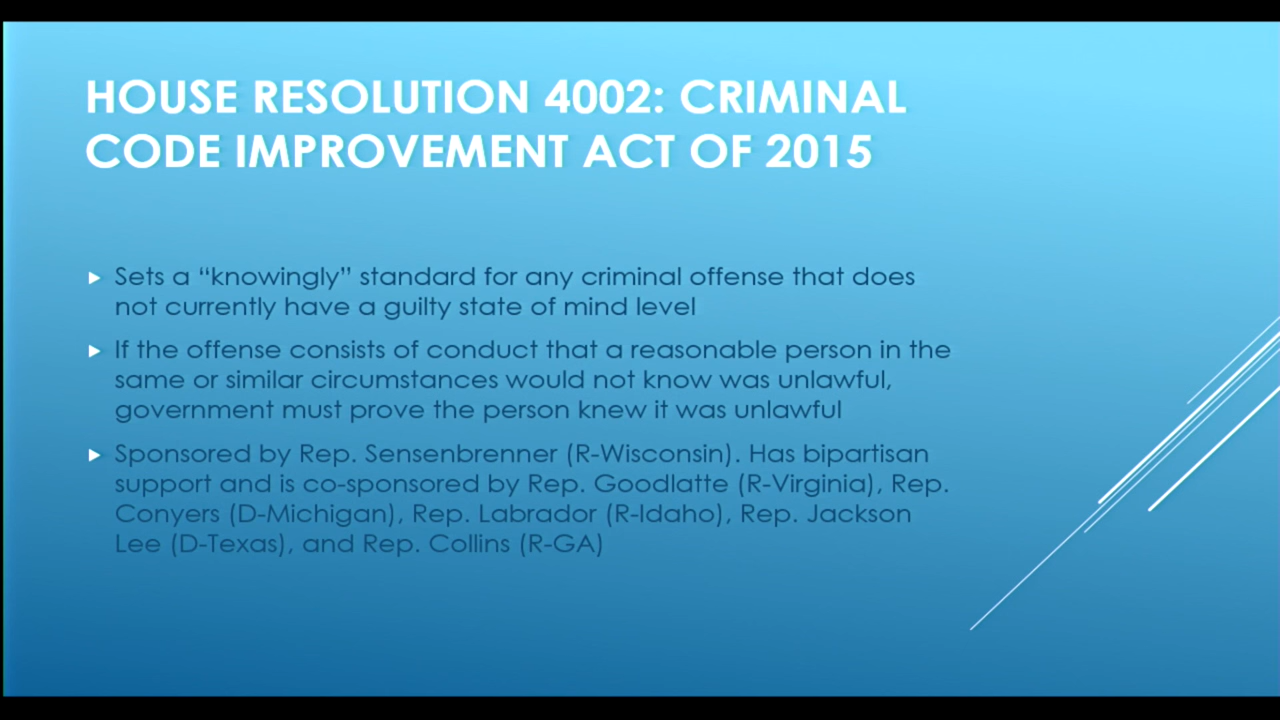 HOUSE RESOLUTION 4002: CRIMINAL
CODE IMPROVEMENT ACT OF 2015
Sets a “knowingly” standard for any criminal offense that does
not currently have a guilty state of mind level
If the offense consists of conduct that a reasonable person in the
same or similar circumstances would not know was unlawful,
government must prove the person knew it was unlawful
Sponsored by Rep. Sensenbrenner (R-Wisconsin). Has bipartisan
support and is co-sponsored by Rep. Goodlatte (R-Virginia), Rep.
Conyers (D-Michigan), Rep. Labrador (R-Idaho), Rep. Jackson
Lee (D-Texas), and Rep. Collins (R-GA)